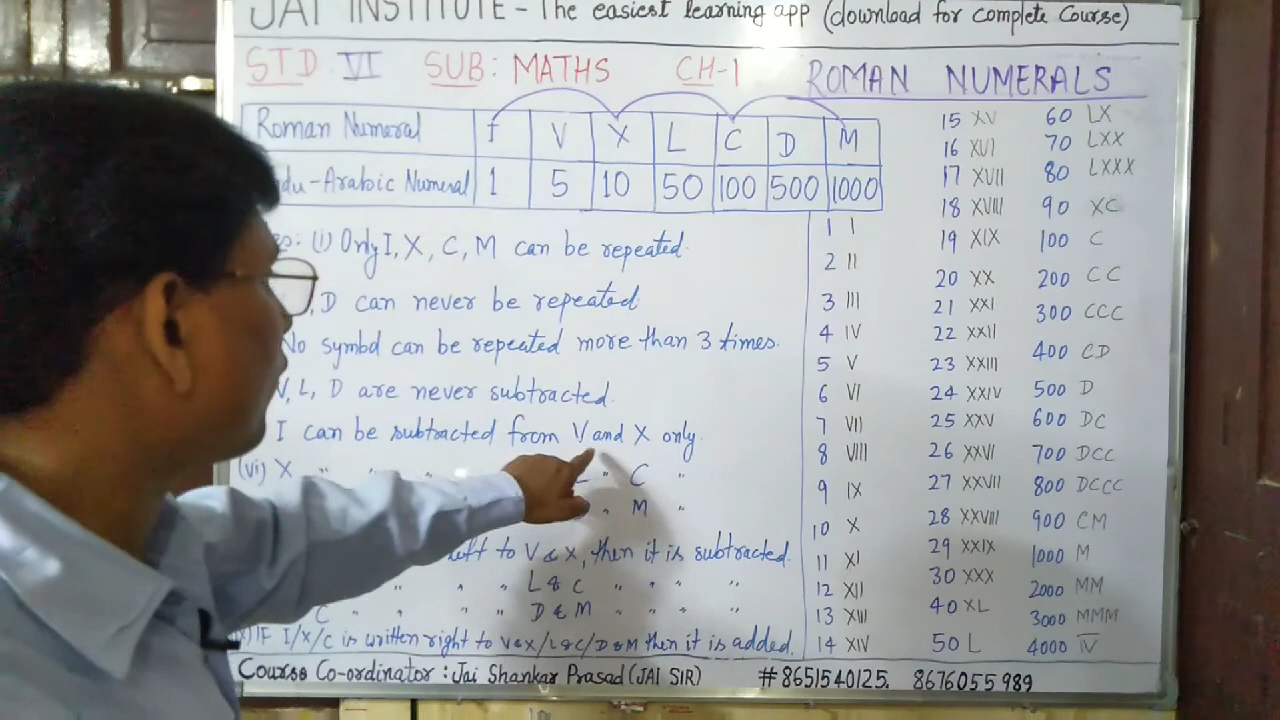 JAI INSTITUTE - The easiest learning app (download for complete Course)
STD VI SUB: MATHS CH-1 ROMAN NUMERALS
Roman Numeral I V X L C D M
Arabic Numeral 1 5 10 50 100 500 1000
(i) Only I, X, C, M can be repeated.
D can never be repeated
No symbol can be repeated more than 3 times.
V, L, D are never subtracted.
I can be subtracted from V and X only.
(vi) X " " " " C "
" M "
left to V & X, then it is subtracted.
" " " L & C " " " "
C " " " " D & M " " " "
IF I/X/C is written right to V&X/L&C/D&M then it is added.
1 I
2 II
3 III
4 IV
5 V
6 VI
7 VII
8 VIII
9 IX
10 X
11 XI
12 XII
13 XIII
14 XIV
15 XV
16 XVI
17 XVII
18 XVIII
19 XIX
20 XX
21 XXI
22 XXII
23 XXIII
24 XXIV
25 XXV
26 XXVI
27 XXVII
28 XXVIII
29 XXIX
30 XXX
40 XL
50 L
60 LX
70 LXX
80 LXXX
90 XC
100 C
200 CC
300 CCC
400 CD
500 D
600 DC
700 DCC
800 DCCC
900 CM
1000 M
2000 MM
3000 MMM
4000 I̅V̅
Course Co-ordinator : Jai Shankar Prasad (JAI SIR) # 8651540125. 8676055989